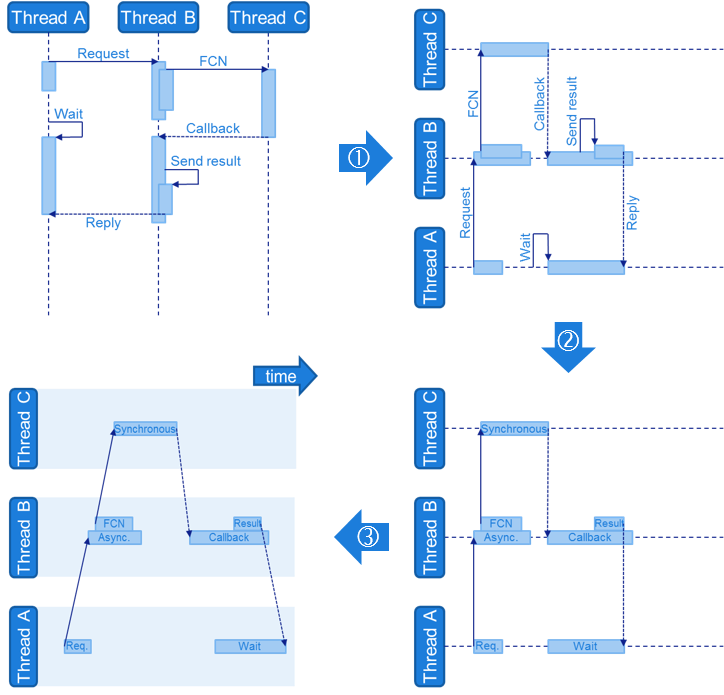 Thread A
Thread B
Thread C
Request
FCN
Wait
Callback
Send result
Reply
①
Thread C
Thread B
Thread A
FCN
Callback
Send result
Request
Reply
Wait
②
time
Thread C
Synchronous
Thread B
FCN
Result
Async.
Callback
Thread A
Req.
Wait
③
Thread C
Synchronous
Thread B
FCN
Result
Async.
Callback
Thread A
Req.
Wait